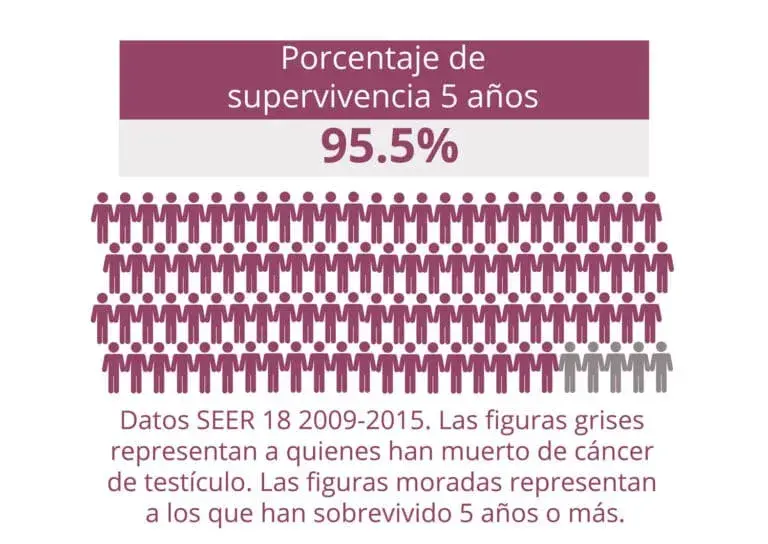 Porcentaje de
supervivencia 5 años
95.5%
Datos SEER 18 2009-2015. Las figuras grises
representan a quienes han muerto de cáncer
de testículo. Las figuras moradas representan
a los que han sobrevivido 5 años o más.